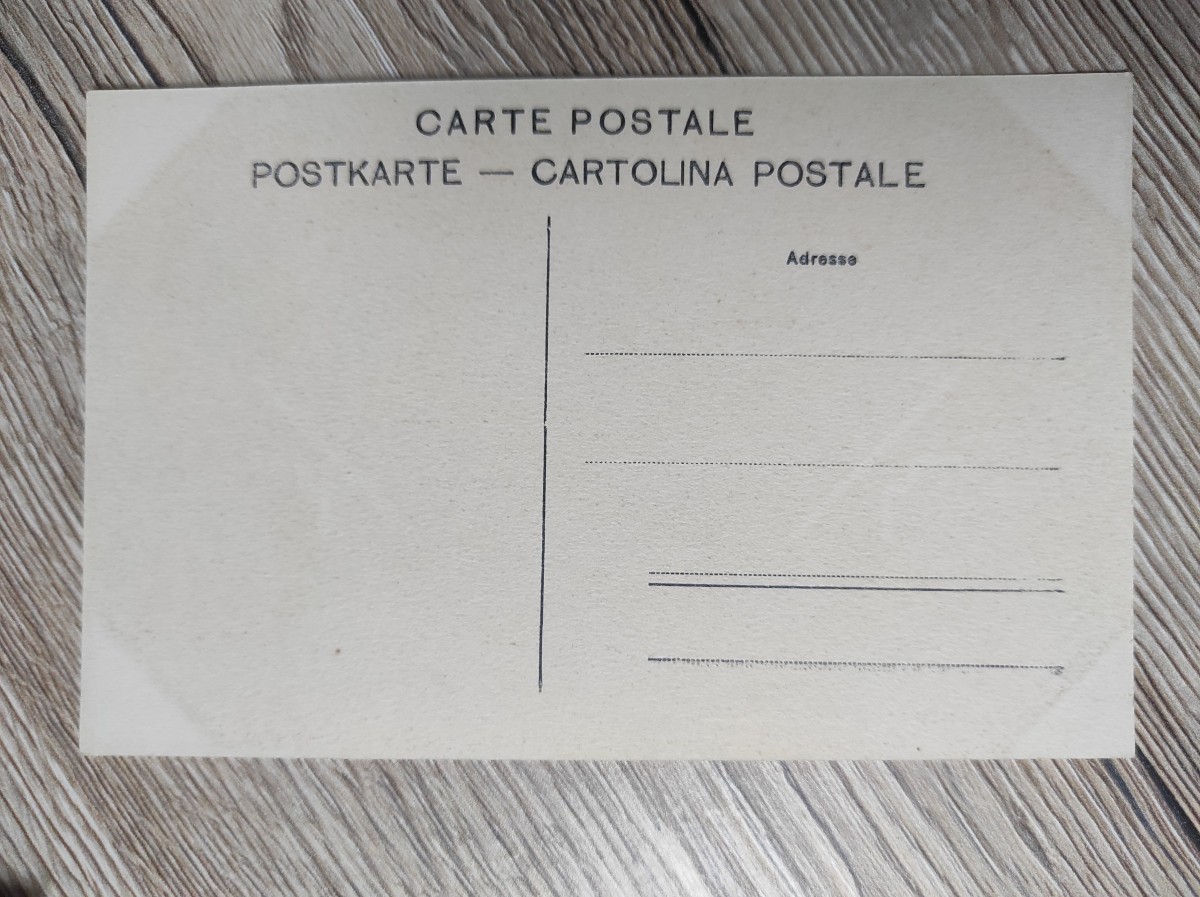 CARTE POSTALE
POSTKARTE — CARTOLINA POSTALE
Adresse